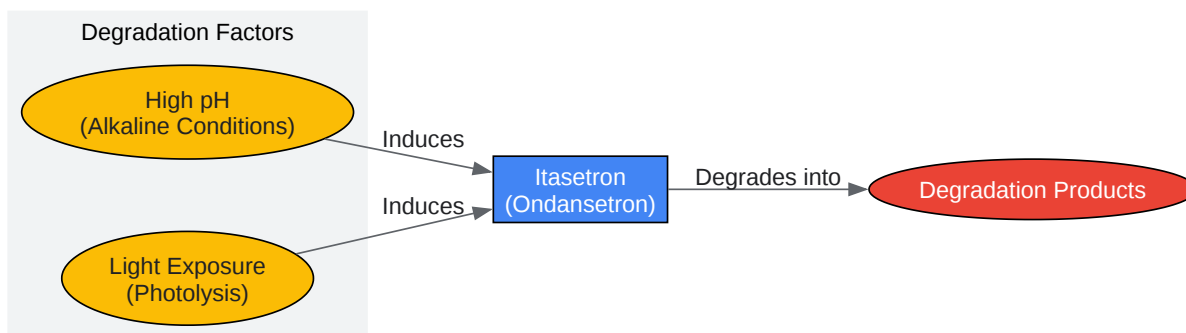 Degradation Factors
High pH
(Alkaline Conditions)
Induces
Itasetron
(Ondansetron)
Degrades into
Degradation Products
Induces
Light Exposure
(Photolysis)